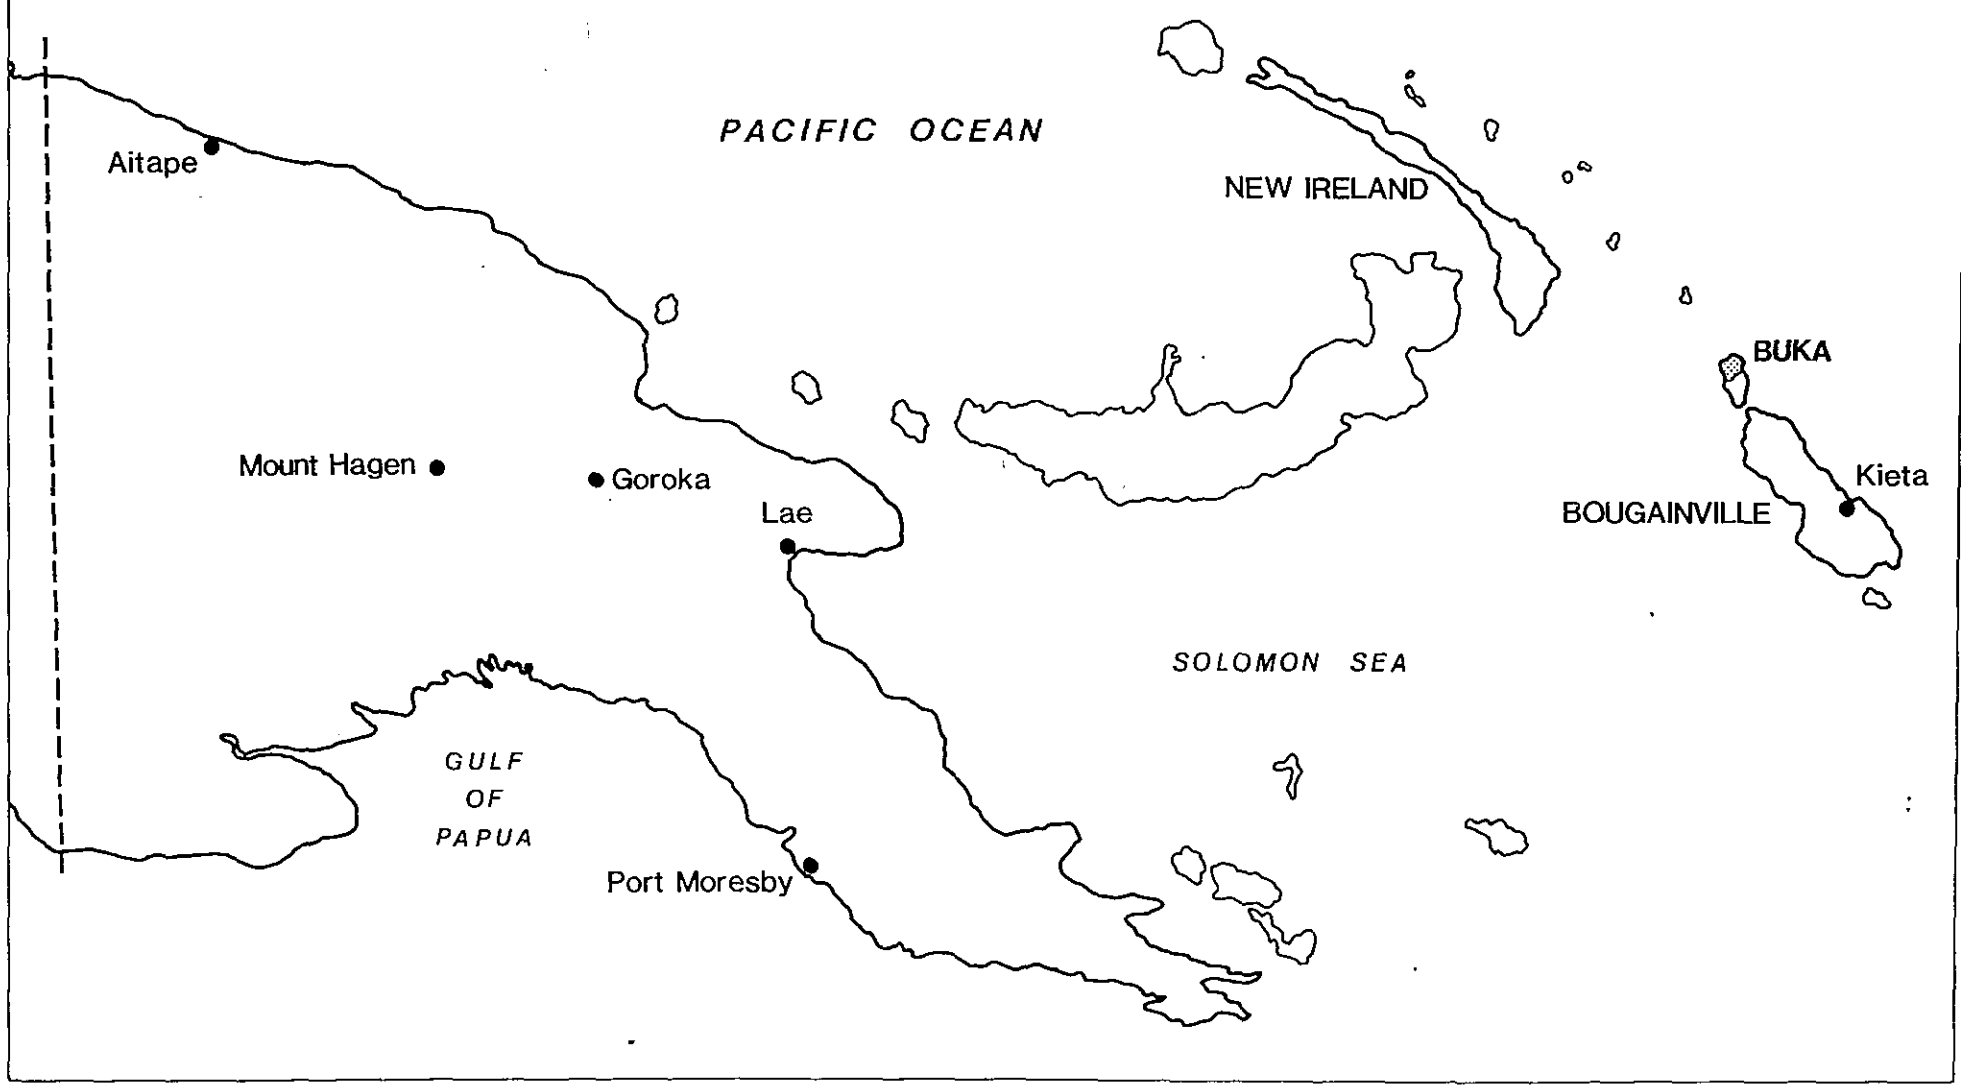 PACIFIC OCEAN
Aitape
NEW IRELAND
BUKA
Mount Hagen
Goroka
Kieta
Lae
BOUGAINVILLE
SOLOMON SEA
GULF
OF
PAPUA
Port Moresby